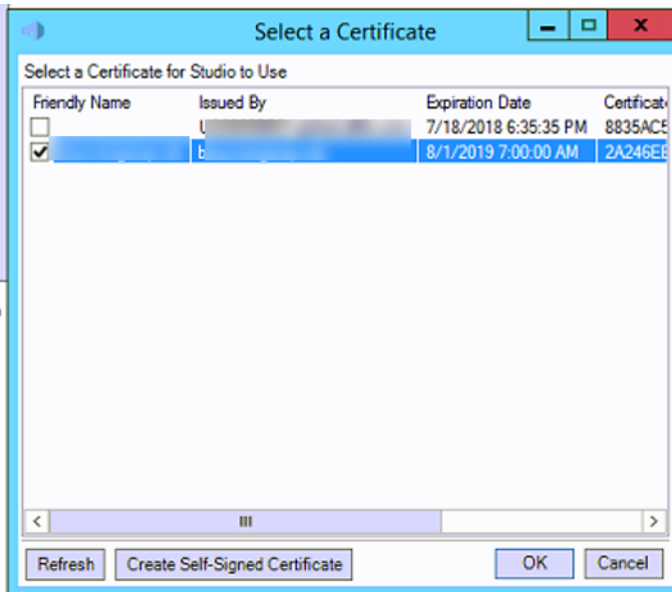 Select a Certificate
Select a Certificate for Studio to Use
Friendly Name Issued By Expiration Date Certificate
7/18/2018 6:35:35 PM 8835AC5
8/1/2019 7:00:00 AM 2A246EE
Refresh Create Self-Signed Certificate OK Cancel